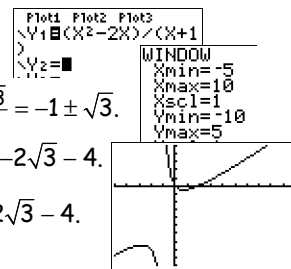 Plot1 Plot2 Plot3
\Y₁=(X²-2X)/(X+1
)
\Y₂=
WINDOW
Xmin=-5
Xmax=10
Xscl=1
Ymin=-10
Ymax=5
= –1 ± √3.
–2√3 – 4.
2√3 – 4.